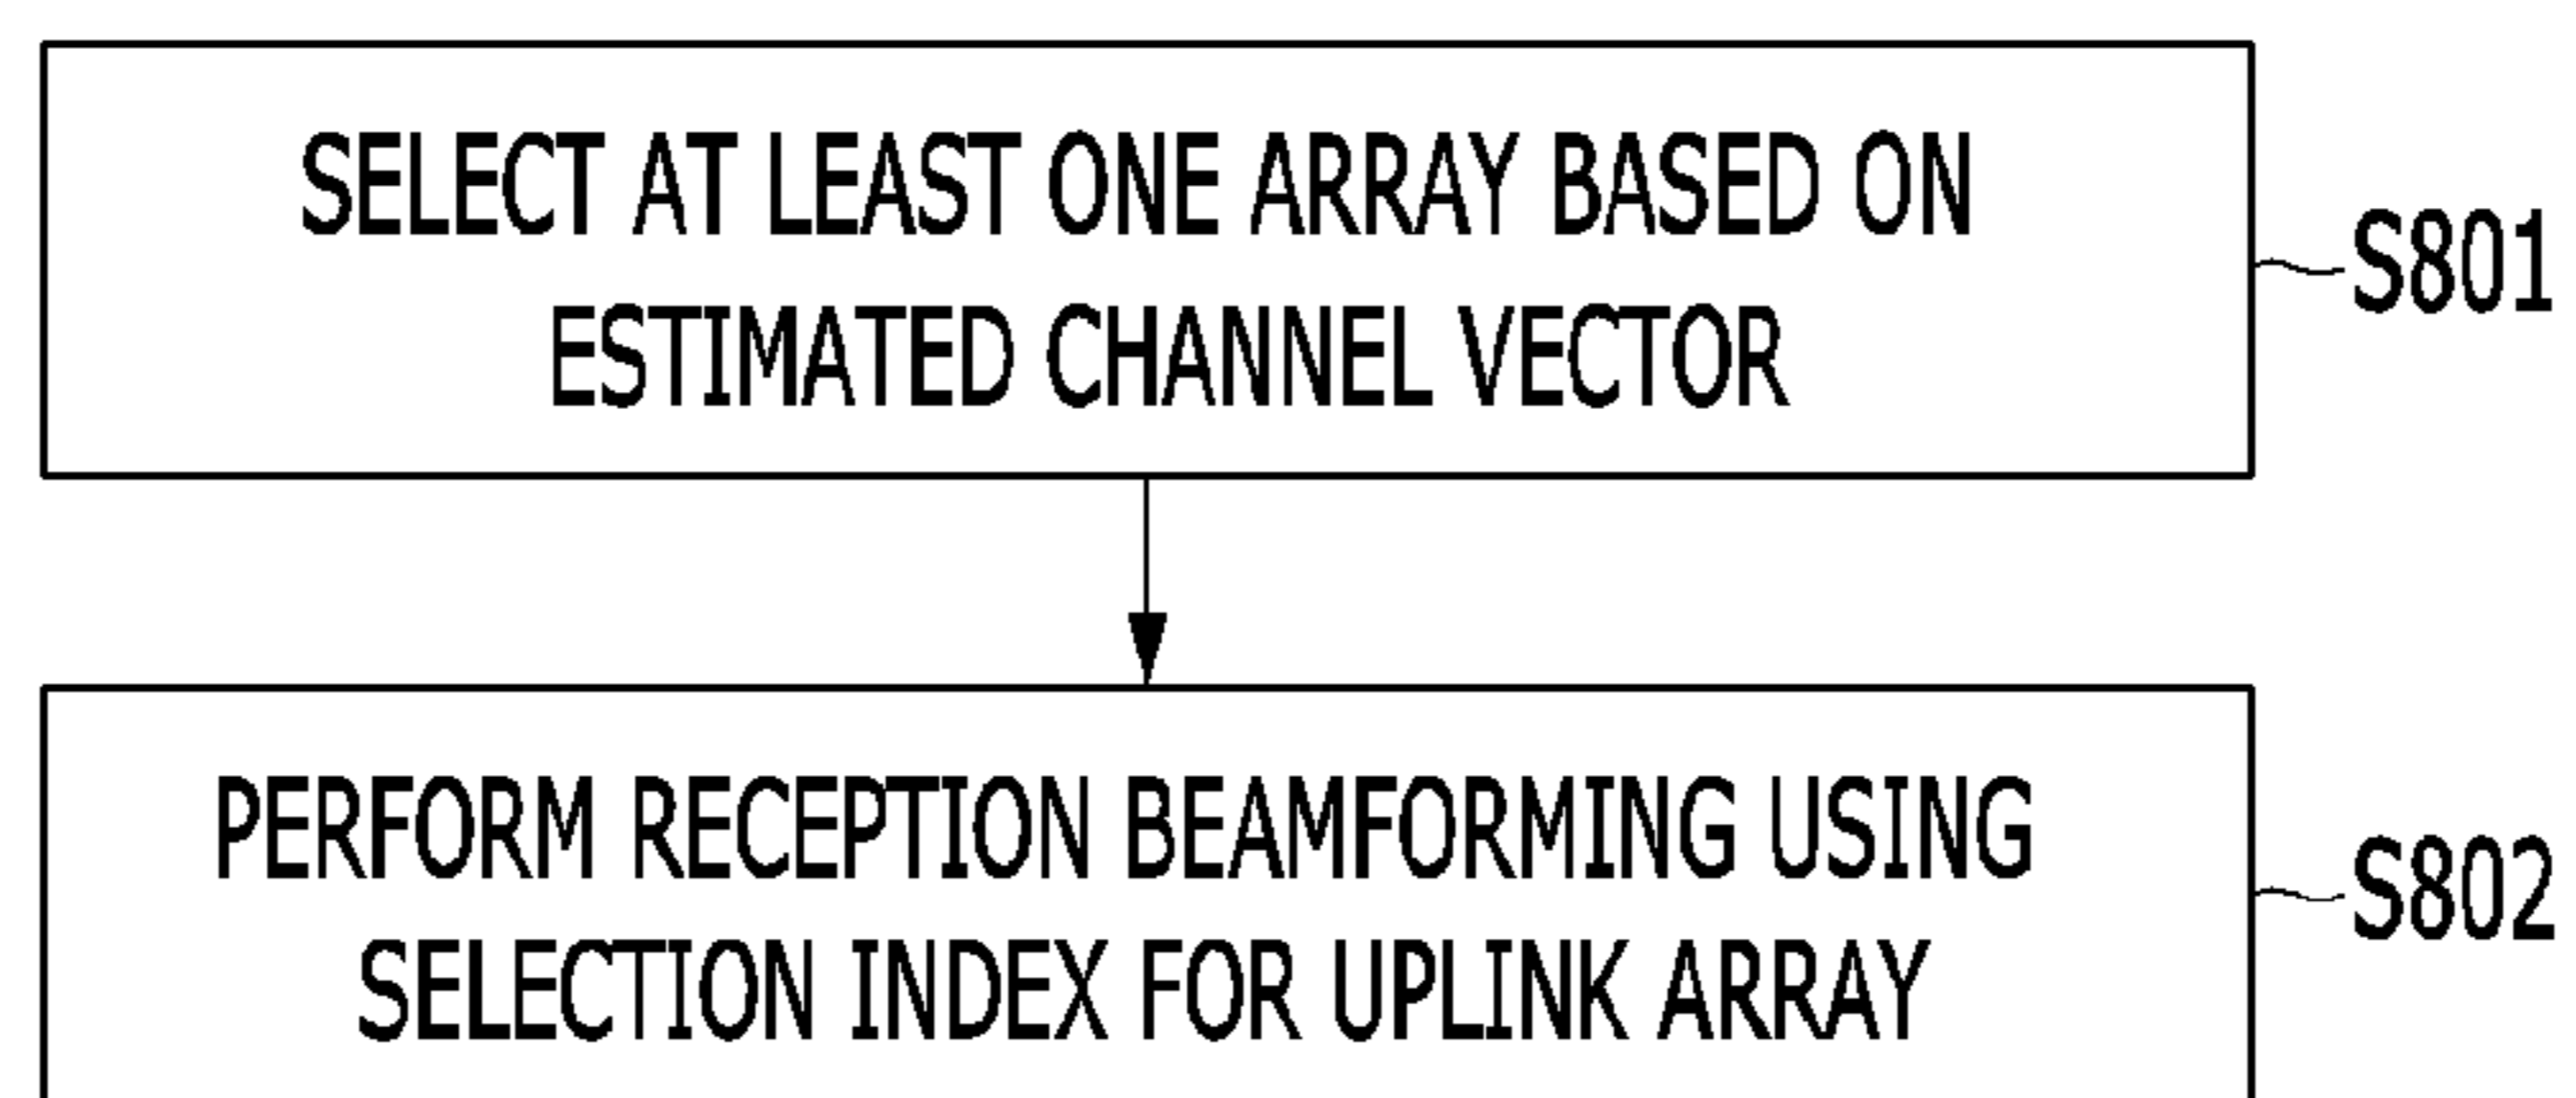 SELECT AT LEAST ONE ARRAY BASED ON
ESTIMATED CHANNEL VECTOR
S801
PERFORM RECEPTION BEAMFORMING USING
SELECTION INDEX FOR UPLINK ARRAY
S802